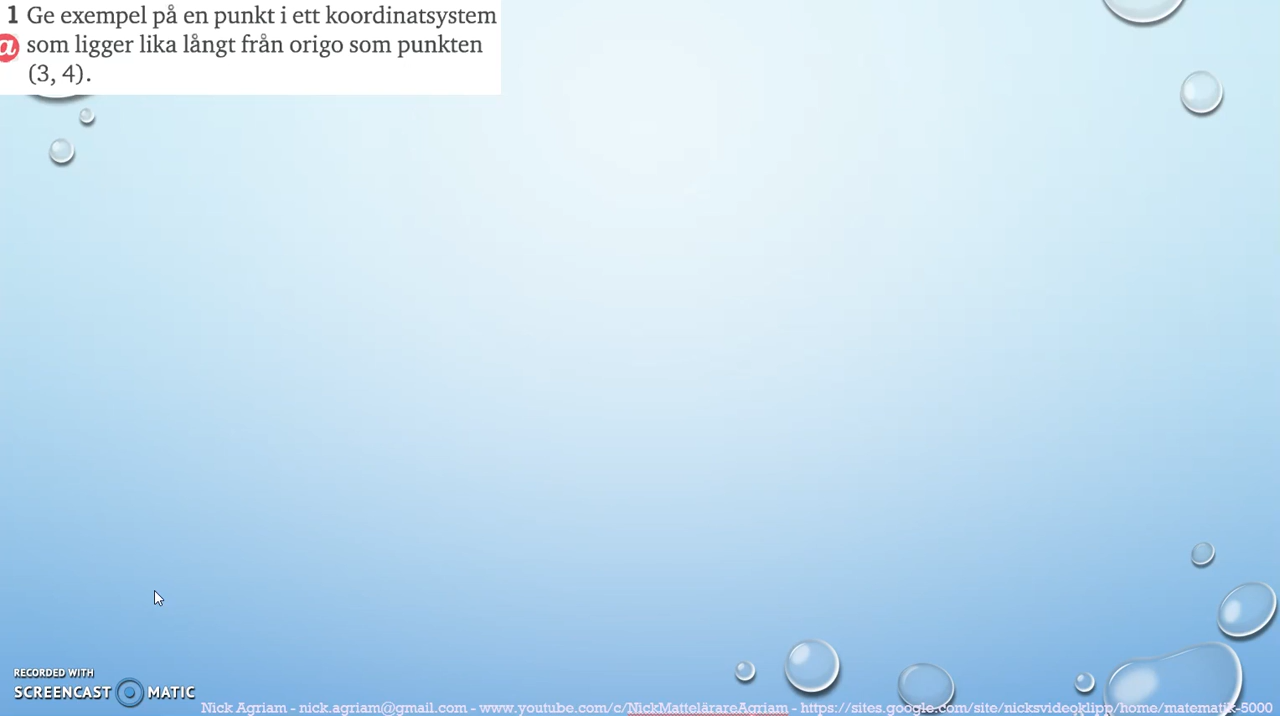 1 Ge exempel på en punkt i ett koordinatsystem
a som ligger lika långt från origo som punkten
(3, 4).
RECORDED WITH
SCREENCAST MATIC
Nick Agriam - nick.agriam@gmail.com - www.youtube.com/c/NickMattelärareAgriam - https://sites.google.com/site/nicksvideoklipp/home/matematik-5000